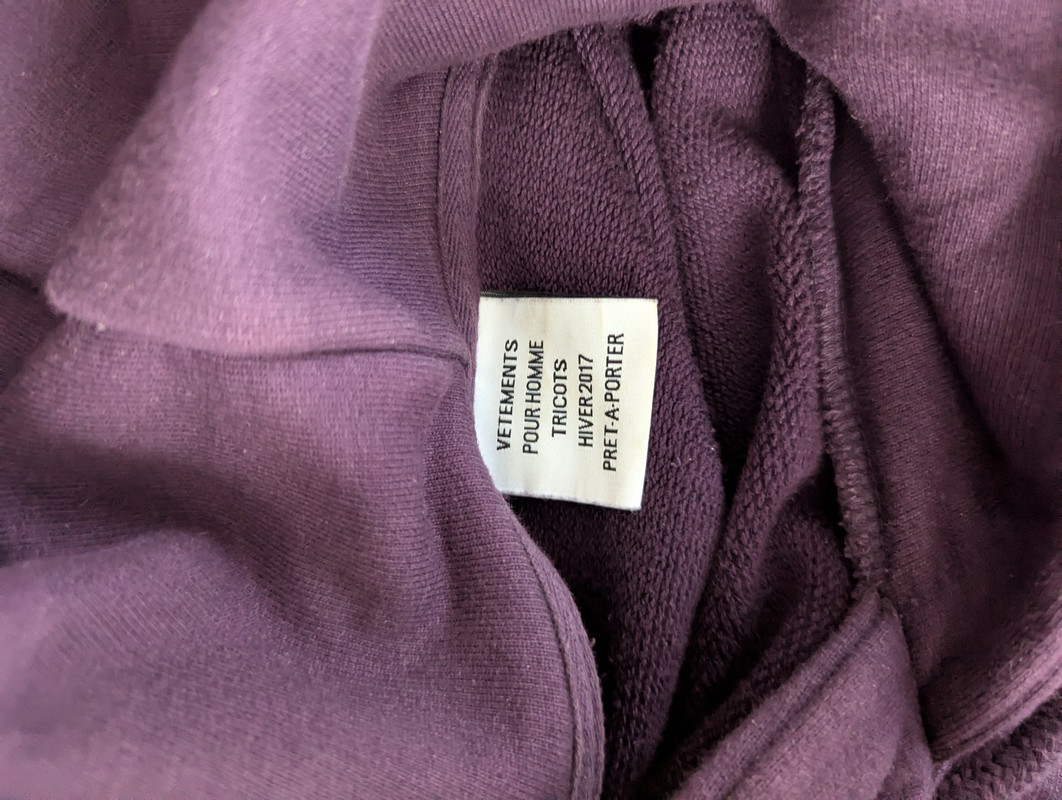 VETEMENTS
POUR HOMME
TRICOTS
HIVER 2017
PRET-A-PORTER